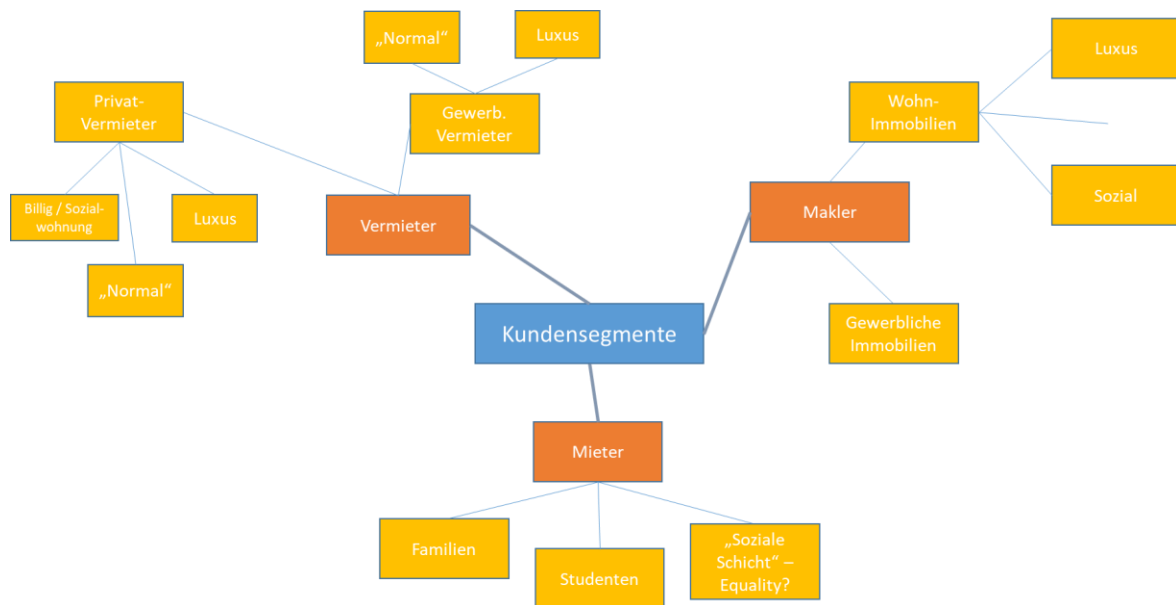 „Normal“
Luxus
Luxus
Privat-
Vermieter
Gewerb.
Vermieter
Wohn-
Immobilien
Billig / Sozial-
wohnung
Luxus
Vermieter
Makler
Sozial
„Normal“
Kundensegmente
Gewerbliche
Immobilien
Mieter
Familien
Studenten
„Soziale
Schicht“ –
Equality?